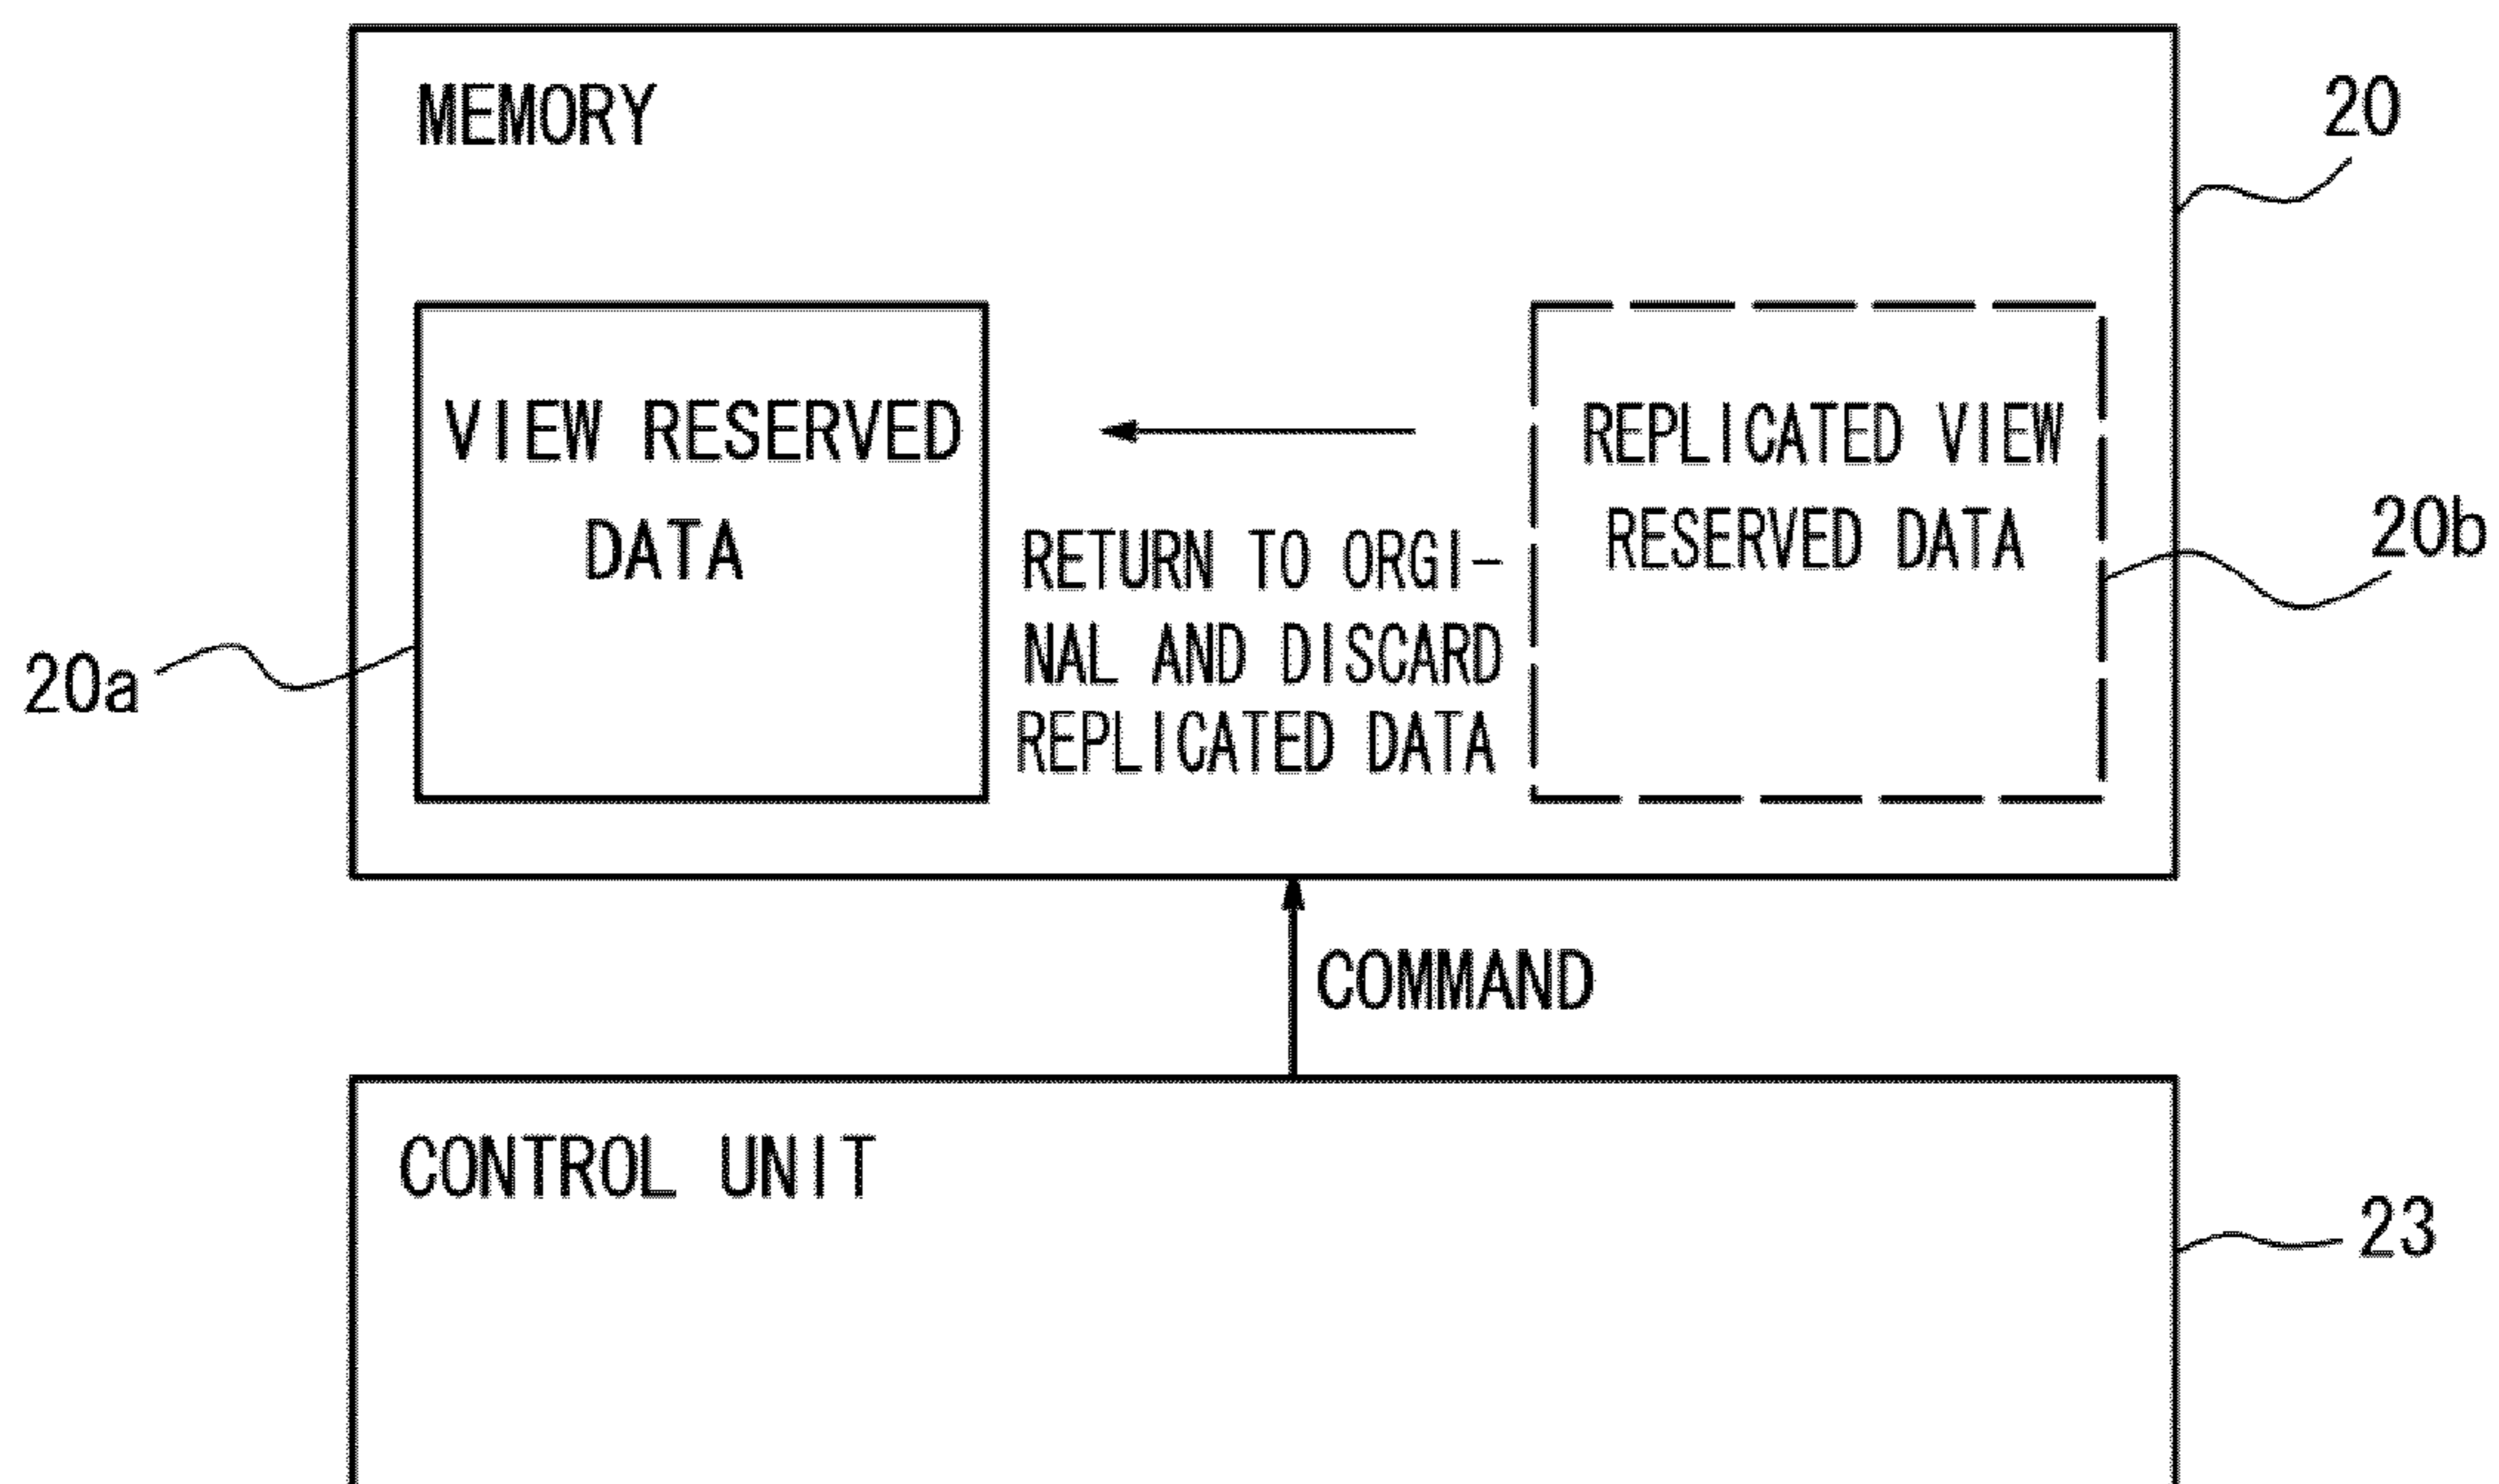 MEMORY
20
VIEW RESERVED
DATA
REPLICATED VIEW
RESERVED DATA
RETURN TO ORGI-
NAL AND DISCARD
REPLICATED DATA
20b
20a
COMMAND
CONTROL UNIT
23